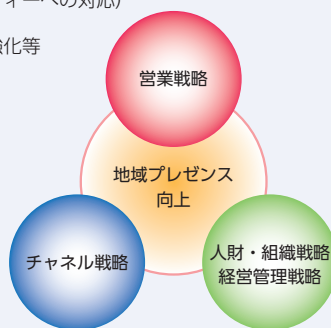 ィーへの対応）
強化等
営業戦略
地域プレゼンス
向上
チャネル戦略
人財・組織戦略
経営管理戦略